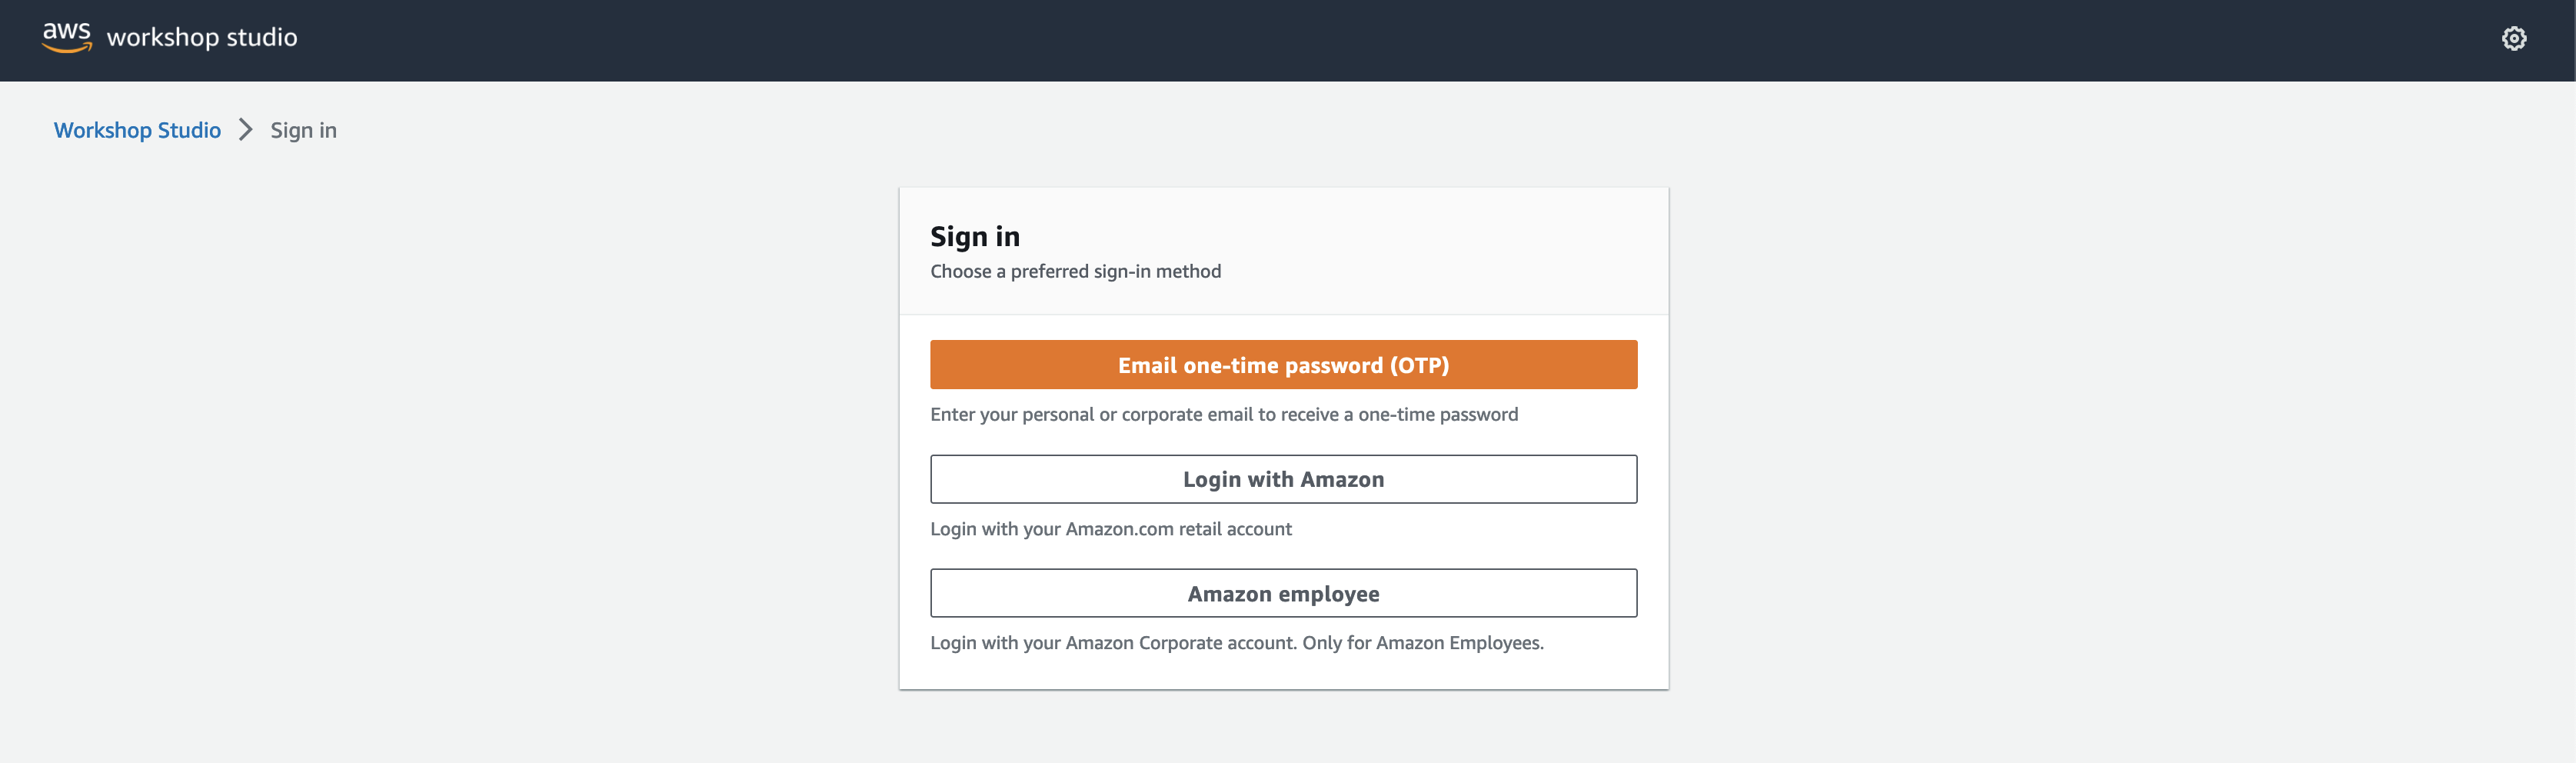 aws workshop studio
Workshop Studio > Sign in
Sign in
Choose a preferred sign-in method
Email one-time password (OTP)
Enter your personal or corporate email to receive a one-time password
Login with Amazon
Login with your Amazon.com retail account
Amazon employee
Login with your Amazon Corporate account. Only for Amazon Employees.